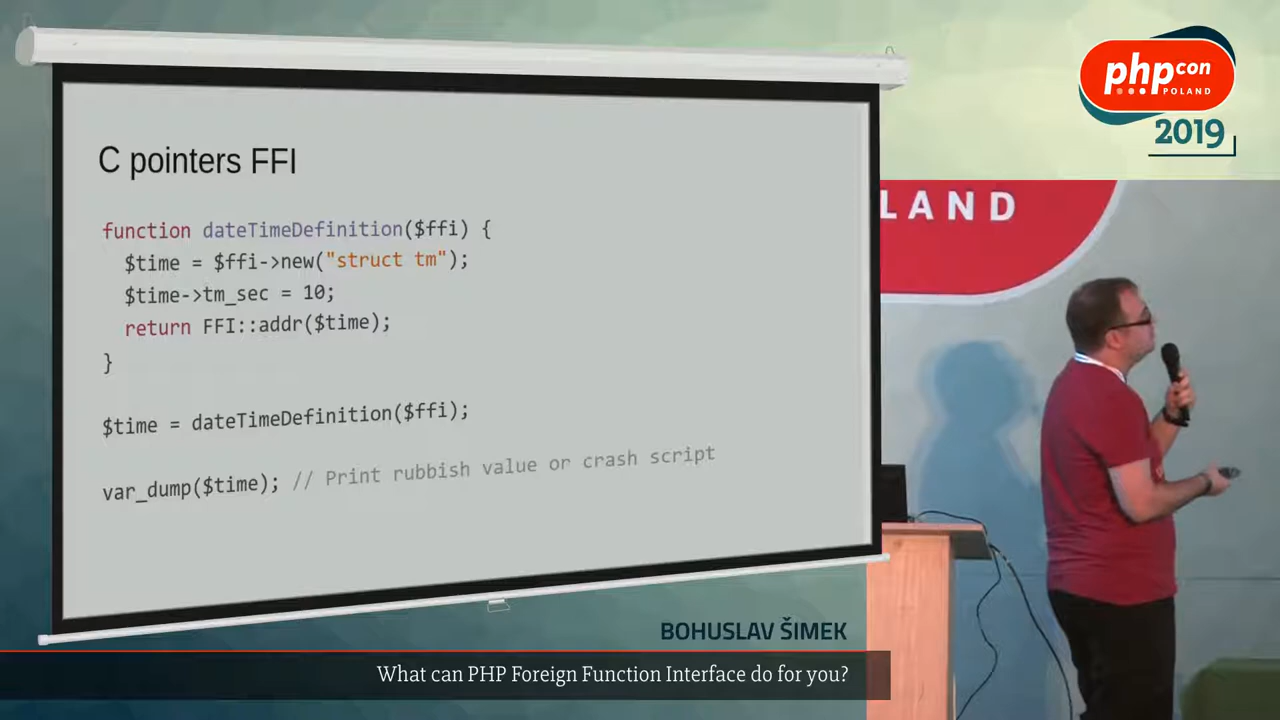 C pointers FFI
function dateTimeDefinition($ffi) {
$time = $ffi->new("struct tm");
$time->tm_sec = 10;
return FFI::addr($time);
}
$time = dateTimeDefinition($ffi);
var_dump($time); // Print rubbish value or crash script
phpcon
POLAND
2019
LAND
BOHUSLAV ŠIMEK
What can PHP Foreign Function Interface do for you?